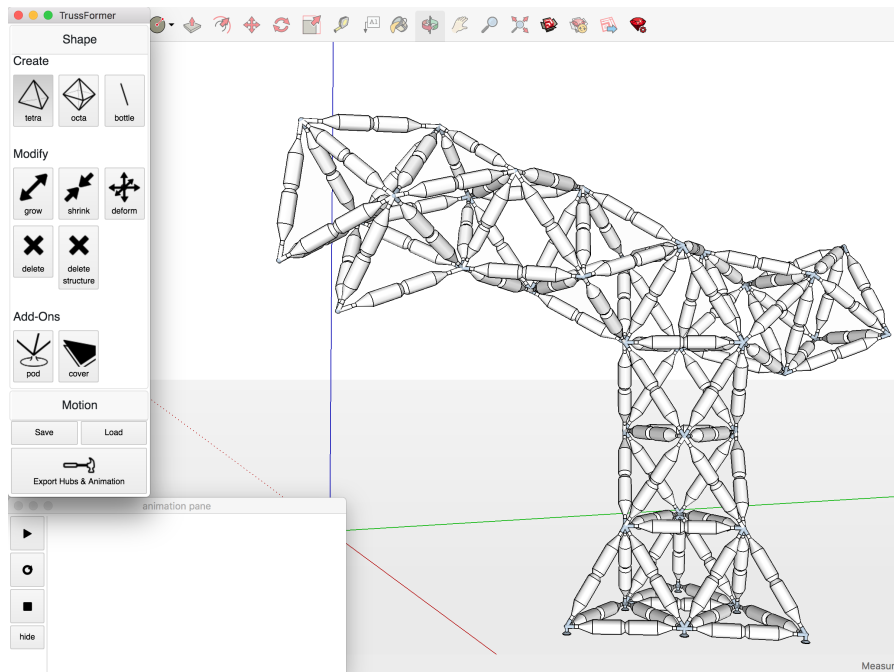 TrussFormer
A1
Shape
Create
tetra
octa
bottle
Modify
grow
shrink
deform
delete
delete
structure
Add-Ons
pod
cover
Motion
Save
Load
Export Hubs & Animation
animation pane
hide
Measur